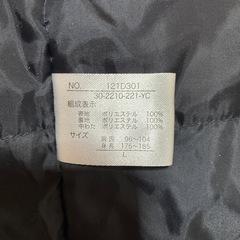 NO. 121D301
30-2210-221-YC
組成表示
表地 ポリエステル 100%
裏地 ポリエステル 100%
中わた ポリエステル 100%
サイズ
胸囲 96~104
身長 175~185
L